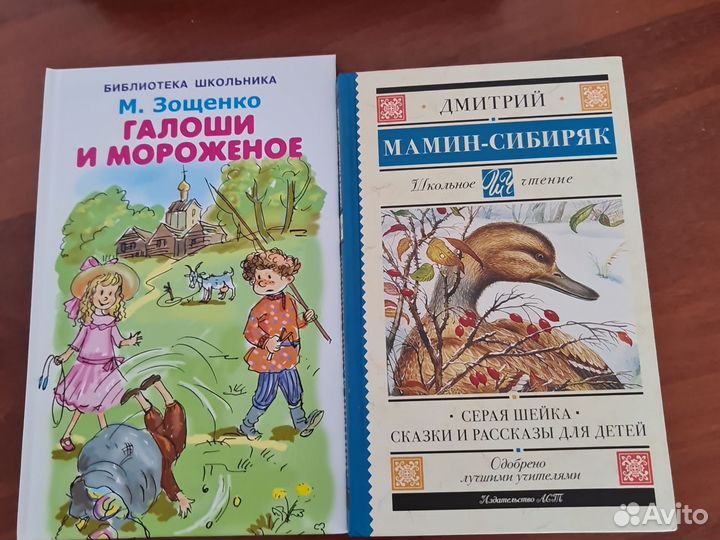 БИБЛИОТЕКА ШКОЛЬНИКА
М. ЗОЩЕНКО
ГАЛОШИ
И МОРОЖЕНОЕ
ДМИТРИЙ
МАМИН-СИБИРЯК
Школьное ШЧ чтение
• СЕРАЯ ШЕЙКА •
СКАЗКИ И РАССКАЗЫ ДЛЯ ДЕТЕЙ
Одобрено
лучшими учителями
Издательство АСТ
Avito